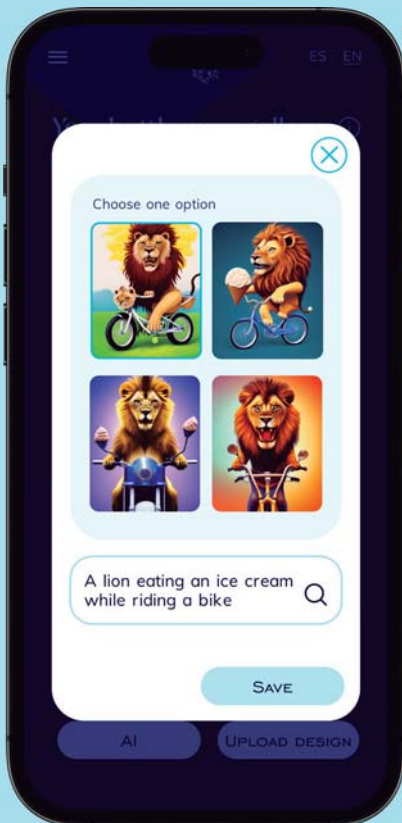 ES EN
Choose one option
A lion eating an ice cream
while riding a bike
SAVE
AI
UPLOAD DESIGN